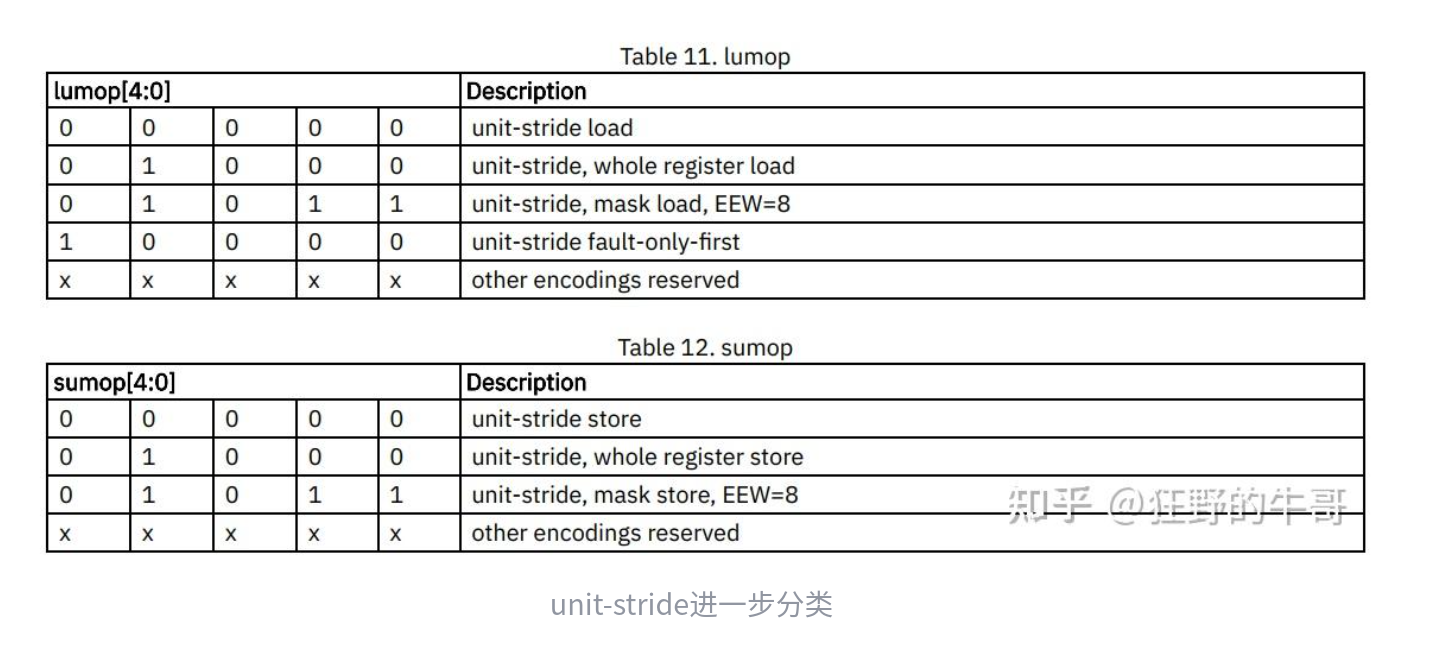 Table 11. lumop
lumop[4:0] Description
0 0 0 0 0 unit-stride load
0 1 0 0 0 unit-stride, whole register load
0 1 0 1 1 unit-stride, mask load, EEW=8
1 0 0 0 0 unit-stride fault-only-first
x x x x x other encodings reserved
Table 12. sumop
sumop[4:0] Description
0 0 0 0 0 unit-stride store
0 1 0 0 0 unit-stride, whole register store
0 1 0 1 1 unit-stride, mask store, EEW=8
知乎 @狂野的牛哥
x x x x x other encodings reserved
unit-stride进一步分类